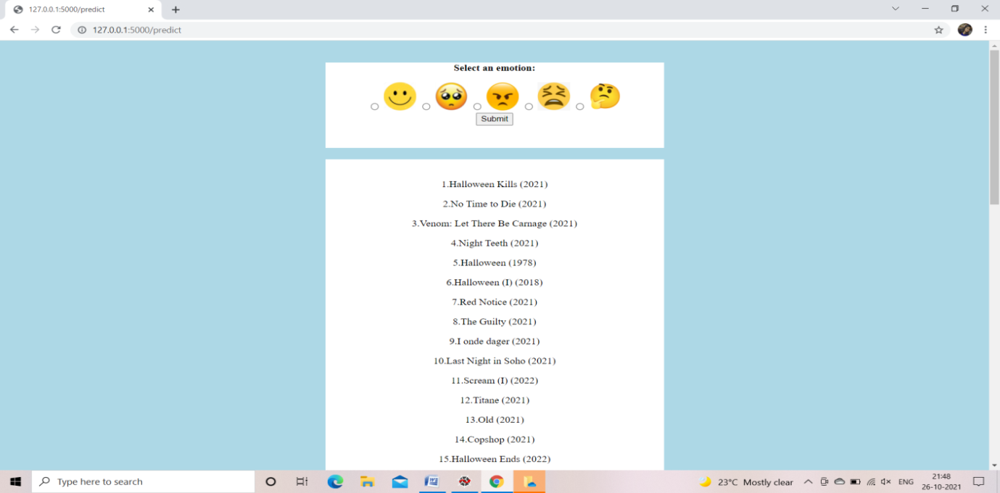 127.0.0.1:5000/predict
127.0.0.1:5000/predict
Select an emotion:
Submit
1.Halloween Kills (2021)
2.No Time to Die (2021)
3.Venom: Let There Be Carnage (2021)
4.Night Teeth (2021)
5.Halloween (1978)
6.Halloween (I) (2018)
7.Red Notice (2021)
8.The Guilty (2021)
9.I onde dager (2021)
10.Last Night in Soho (2021)
11.Scream (I) (2022)
12.Titane (2021)
13.Old (2021)
14.Copshop (2021)
15.Halloween Ends (2022)
Type here to search
23°C Mostly clear
ENG
21:48
26-10-2021